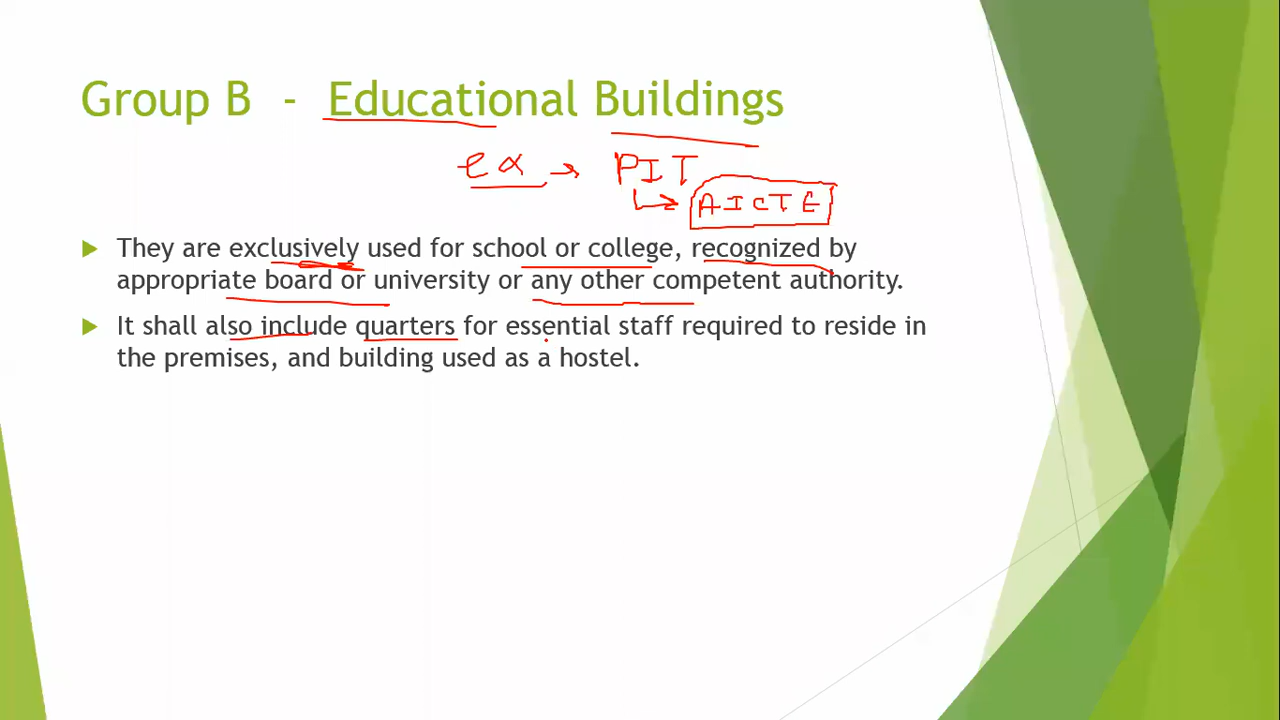 Group B - Educational Buildings
ex → PIT
AICTE
They are exclusively used for school or college, recognized by
appropriate board or university or any other competent authority.
It shall also include quarters for essential staff required to reside in
the premises, and building used as a hostel.